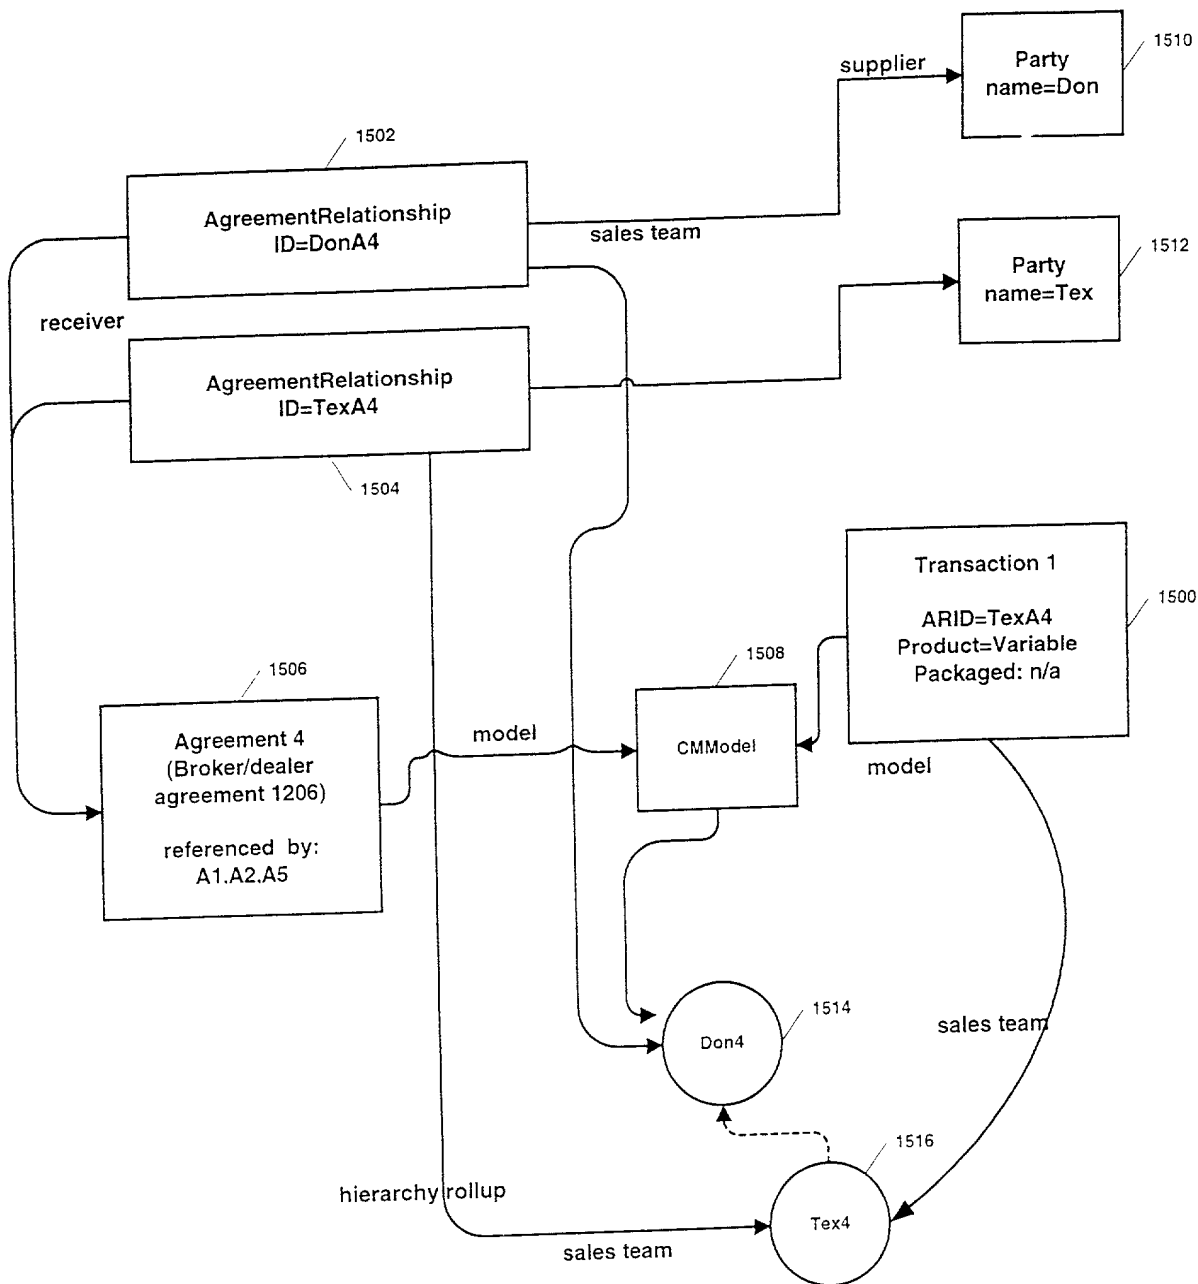 1510
Party
name=Don
supplier
1502
AgreementRelationship
ID=DonA4
sales team
1512
Party
name=Tex
receiver
AgreementRelationship
ID=TexA4
1504
Transaction 1
ARID=TexA4
Product=Variable
Packaged: n/a
1500
1506
1508
Agreement 4
(Broker/dealer
agreement 1206)
referenced by:
A1.A2.A5
model
CMModel
model
Don4
1514
sales team
1516
hierarchy rollup
Tex4
sales team